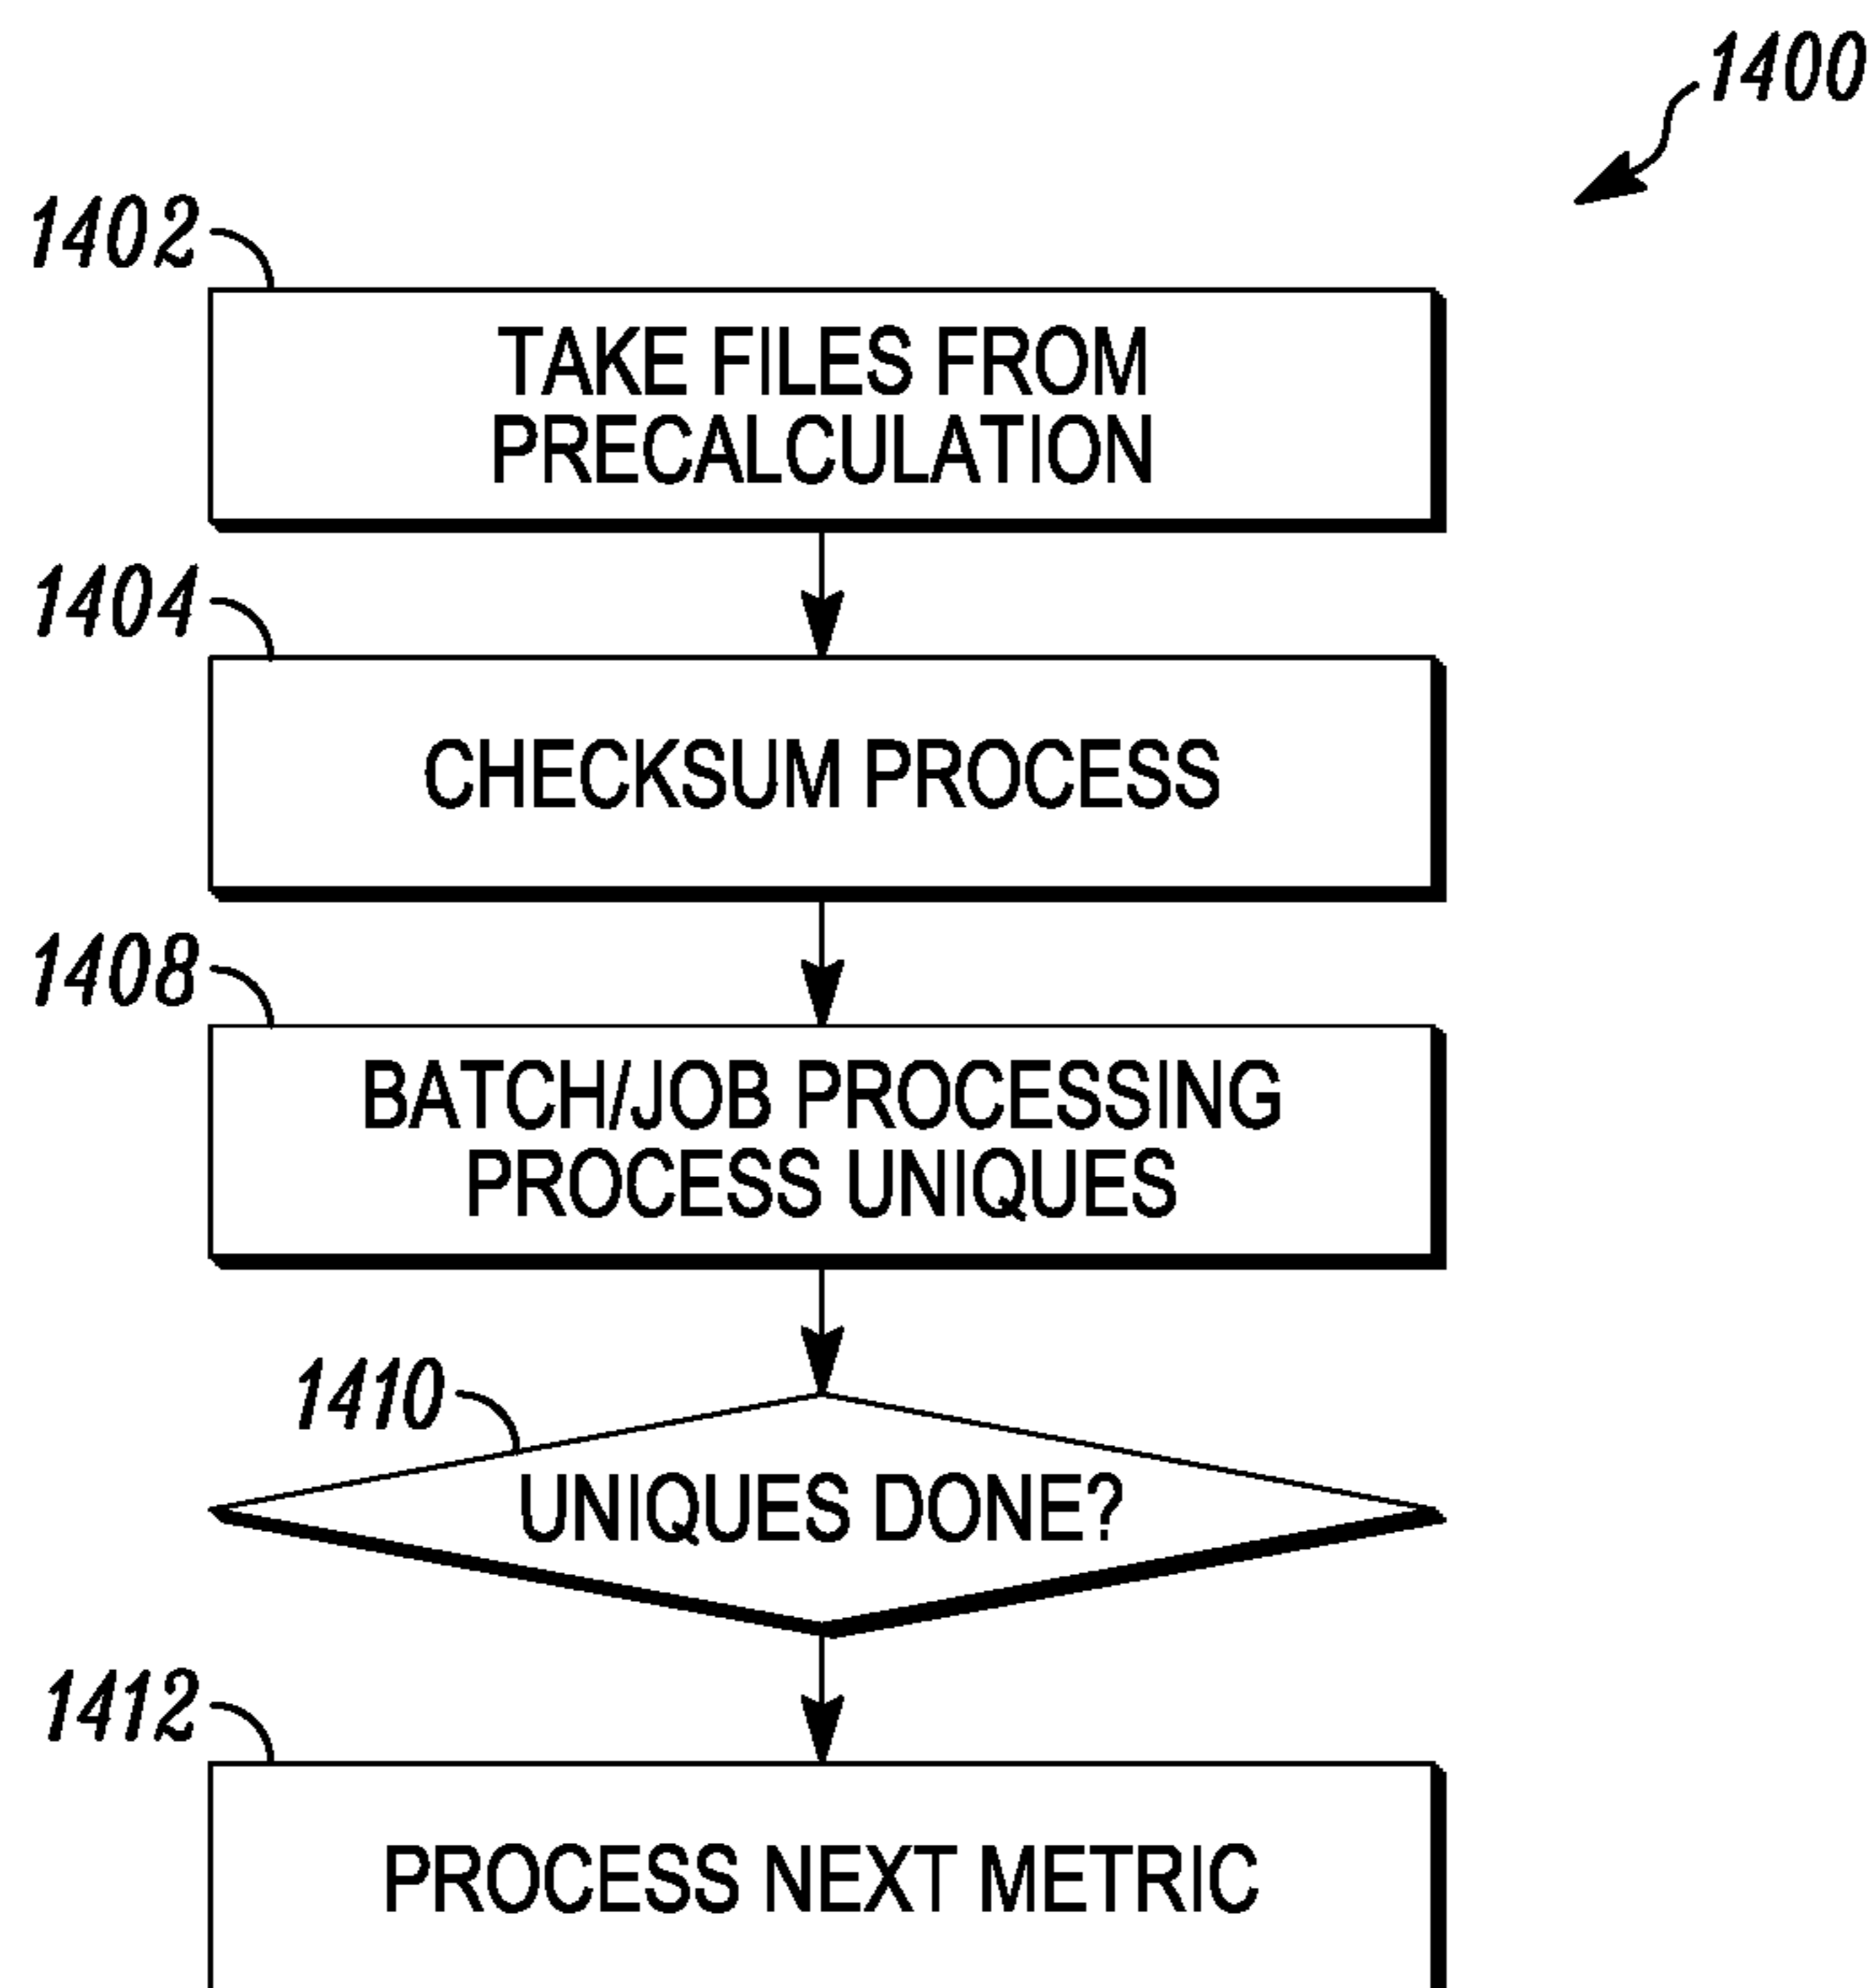 1400
1402
TAKE FILES FROM
PRECALCULATION
1404
CHECKSUM PROCESS
1408
BATCH/JOB PROCESSING
PROCESS UNIQUES
1410
UNIQUES DONE?
1412
PROCESS NEXT METRIC